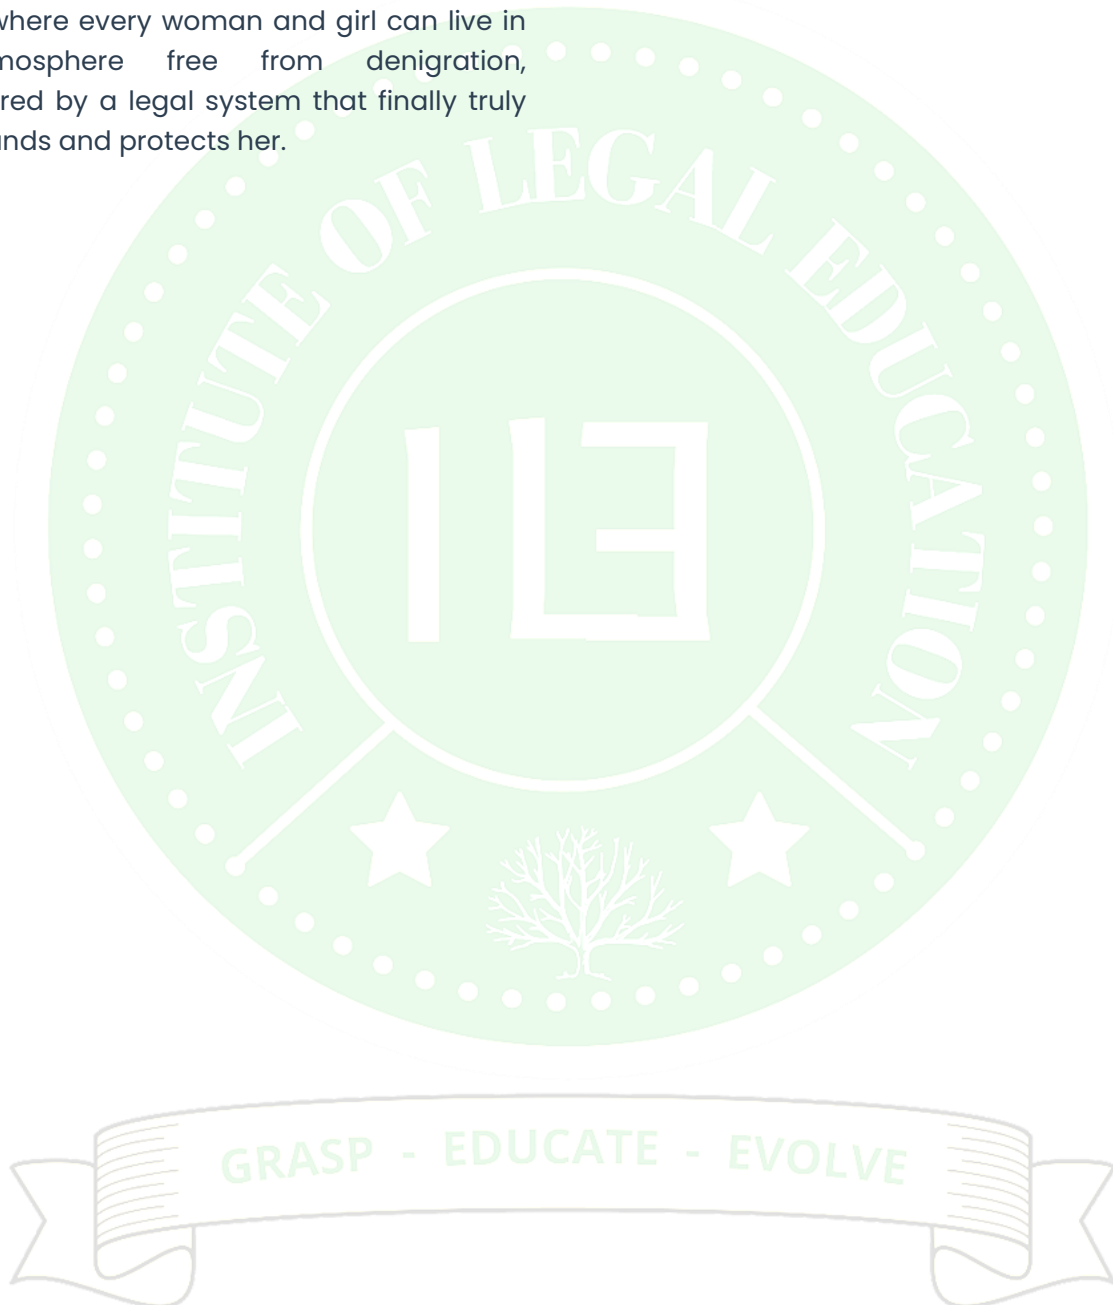 where every woman and girl can live in
mosphere free from denigration,
red by a legal system that finally truly
nds and protects her.
INSTITUTE OF LEGAL EDUCATION
ILE
GRASP - EDUCATE - EVOLVE